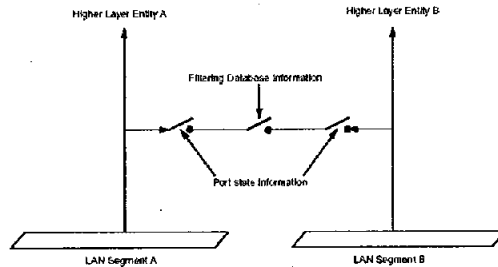 Higher Layer Entity A
Higher Layer Entity B
Filtering Database Information
Port state Information
LAN Segment A
LAN Segment B